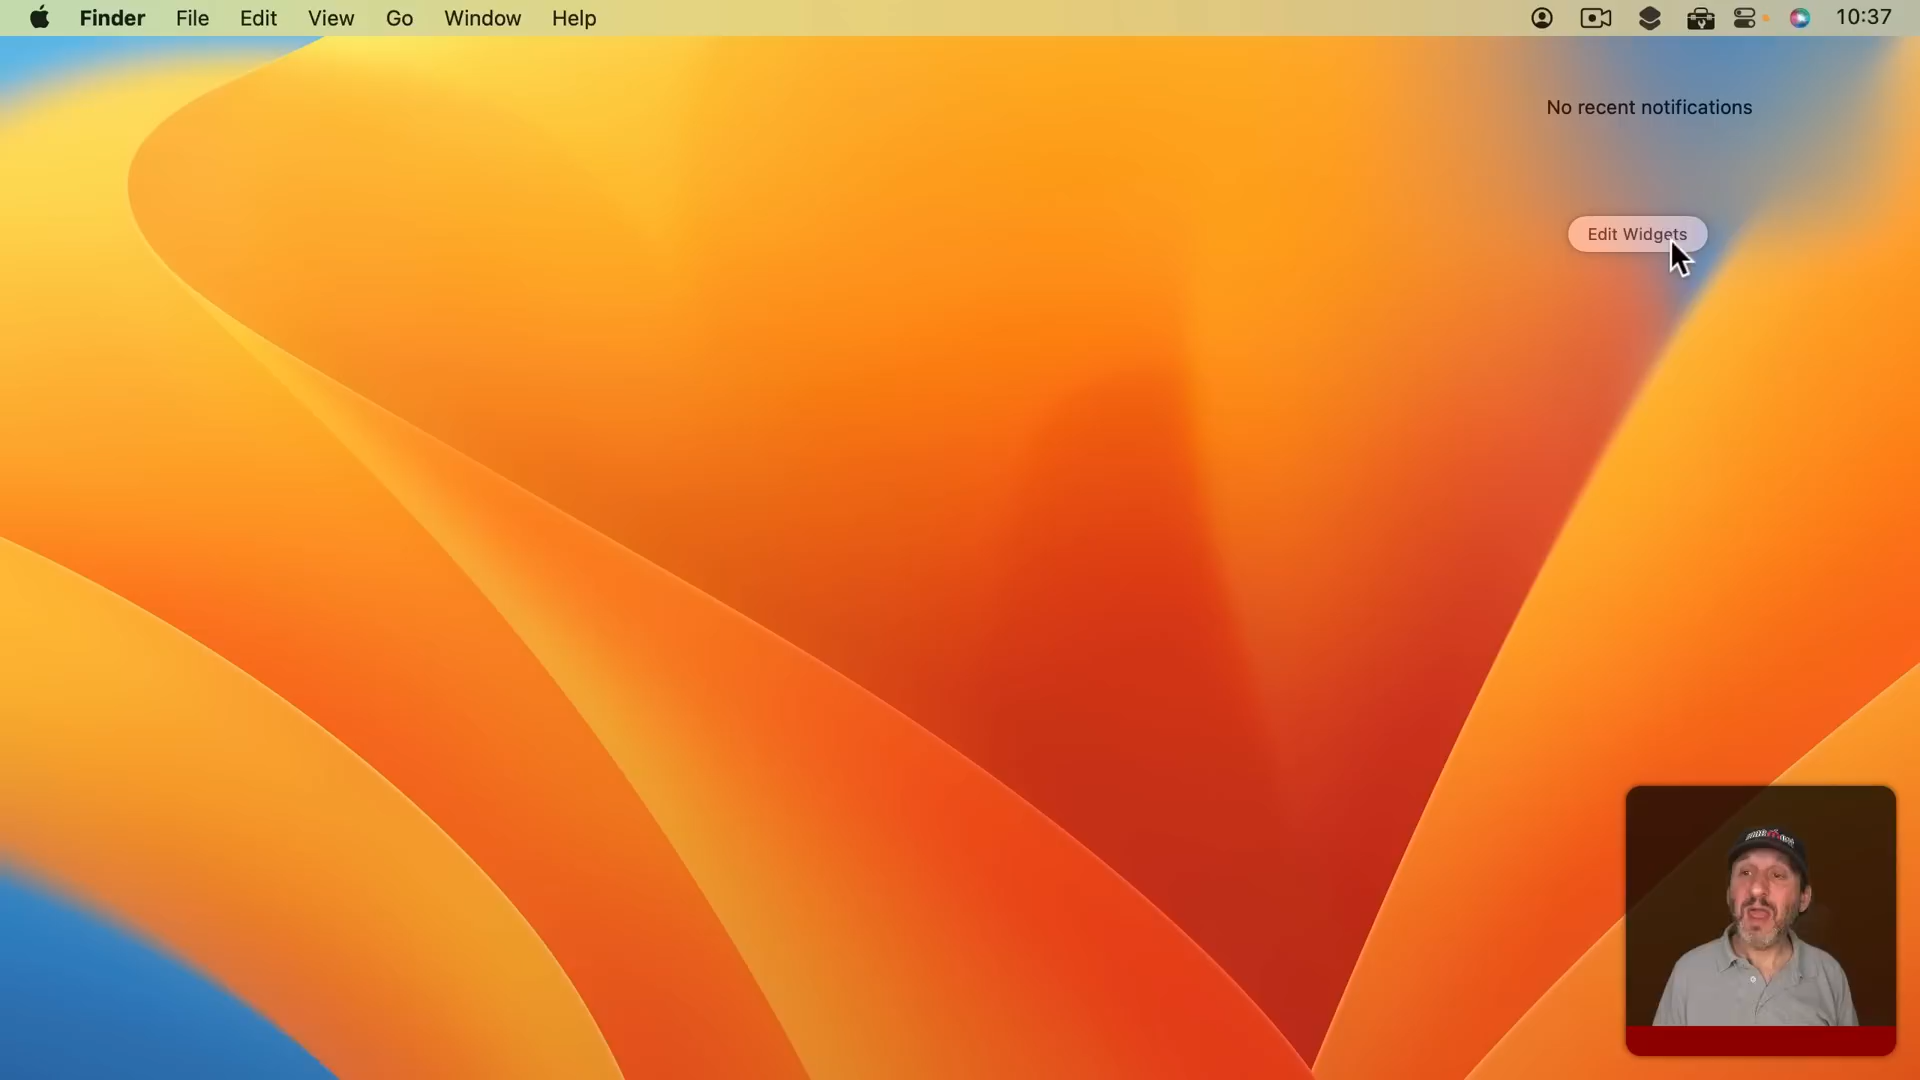 Finder File Edit View Go Window Help 10:37
No recent notifications
Edit Widgets